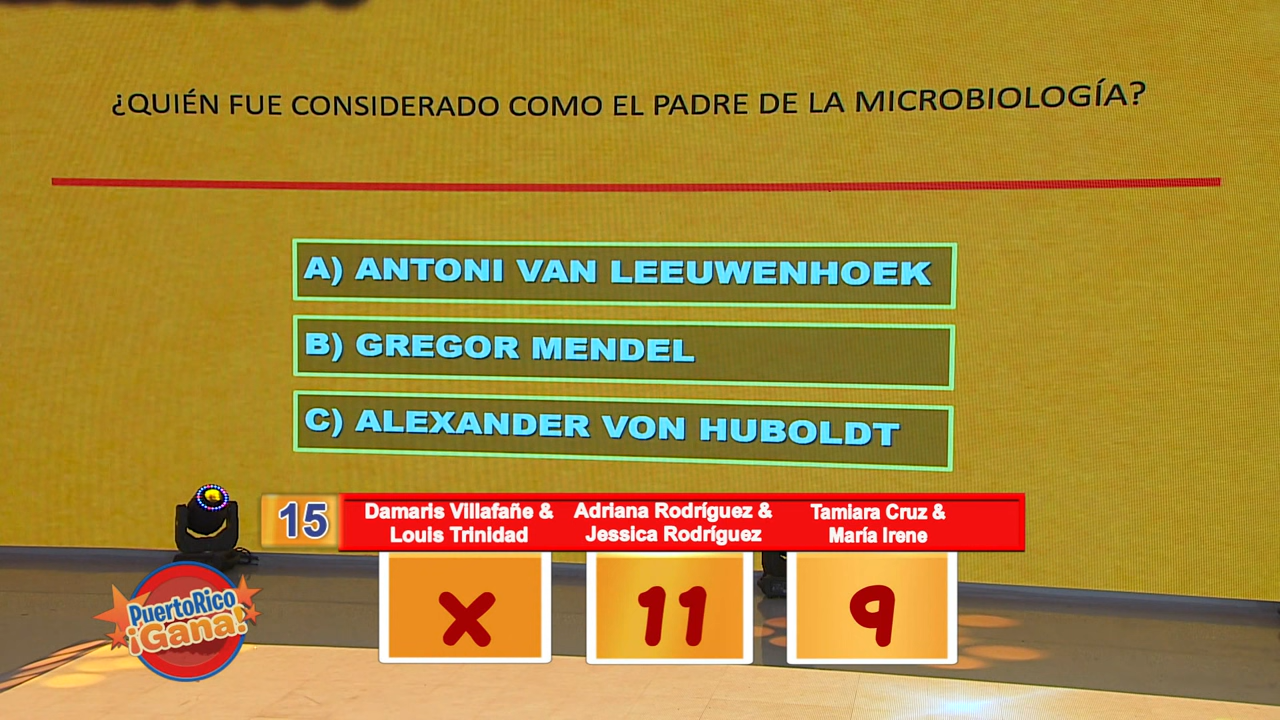 ¿QUIÉN FUE CONSIDERADO COMO EL PADRE DE LA MICROBIOLOGÍA?
A) ANTONI VAN LEEUWENHOEK
B) GREGOR MENDEL
C) ALEXANDER VON HUBOLDT
15
Damaris Villafañe &
Louis Trinidad
Adriana Rodríguez &
Jessica Rodríguez
Tamiara Cruz &
María Irene
X
11
9
PuertoRico
¡Gana!